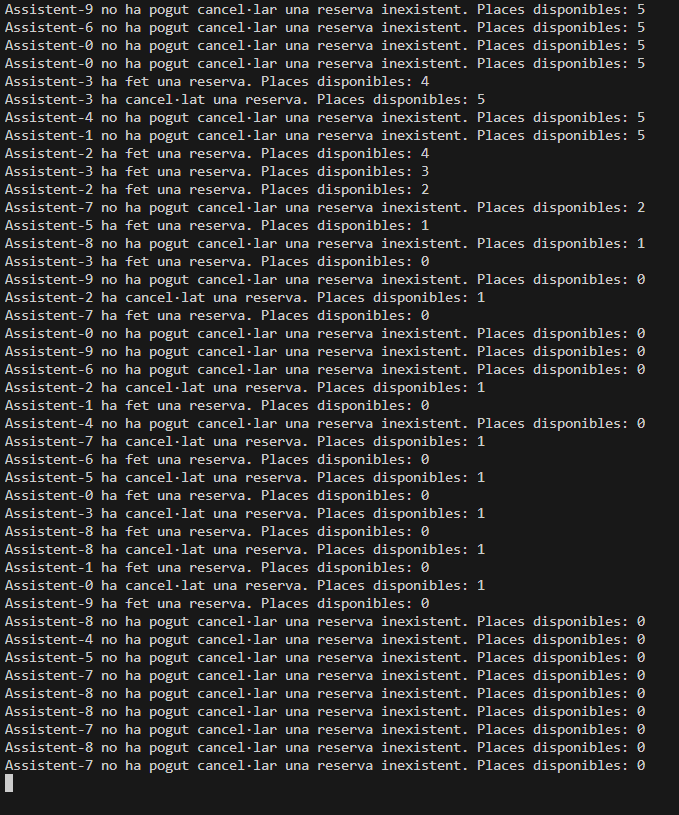 Assistent-9 no ha pogut cancel·lar una reserva inexistent. Places disponibles: 5
Assistent-6 no ha pogut cancel·lar una reserva inexistent. Places disponibles: 5
Assistent-0 no ha pogut cancel·lar una reserva inexistent. Places disponibles: 5
Assistent-0 no ha pogut cancel·lar una reserva inexistent. Places disponibles: 5
Assistent-3 ha fet una reserva. Places disponibles: 4
Assistent-3 ha cancel·lat una reserva. Places disponibles: 5
Assistent-4 no ha pogut cancel·lar una reserva inexistent. Places disponibles: 5
Assistent-1 no ha pogut cancel·lar una reserva inexistent. Places disponibles: 5
Assistent-2 ha fet una reserva. Places disponibles: 4
Assistent-3 ha fet una reserva. Places disponibles: 3
Assistent-2 ha fet una reserva. Places disponibles: 2
Assistent-7 no ha pogut cancel·lar una reserva inexistent. Places disponibles: 2
Assistent-5 ha fet una reserva. Places disponibles: 1
Assistent-8 no ha pogut cancel·lar una reserva inexistent. Places disponibles: 1
Assistent-3 ha fet una reserva. Places disponibles: 0
Assistent-9 no ha pogut cancel·lar una reserva inexistent. Places disponibles: 0
Assistent-2 ha cancel·lat una reserva. Places disponibles: 1
Assistent-7 ha fet una reserva. Places disponibles: 0
Assistent-0 no ha pogut cancel·lar una reserva inexistent. Places disponibles: 0
Assistent-9 no ha pogut cancel·lar una reserva inexistent. Places disponibles: 0
Assistent-6 no ha pogut cancel·lar una reserva inexistent. Places disponibles: 0
Assistent-2 ha cancel·lat una reserva. Places disponibles: 1
Assistent-1 ha fet una reserva. Places disponibles: 0
Assistent-4 no ha pogut cancel·lar una reserva inexistent. Places disponibles: 0
Assistent-7 ha cancel·lat una reserva. Places disponibles: 1
Assistent-6 ha fet una reserva. Places disponibles: 0
Assistent-5 ha cancel·lat una reserva. Places disponibles: 1
Assistent-0 ha fet una reserva. Places disponibles: 0
Assistent-3 ha cancel·lat una reserva. Places disponibles: 1
Assistent-8 ha fet una reserva. Places disponibles: 0
Assistent-8 ha cancel·lat una reserva. Places disponibles: 1
Assistent-1 ha fet una reserva. Places disponibles: 0
Assistent-0 ha cancel·lat una reserva. Places disponibles: 1
Assistent-9 ha fet una reserva. Places disponibles: 0
Assistent-8 no ha pogut cancel·lar una reserva inexistent. Places disponibles: 0
Assistent-4 no ha pogut cancel·lar una reserva inexistent. Places disponibles: 0
Assistent-5 no ha pogut cancel·lar una reserva inexistent. Places disponibles: 0
Assistent-7 no ha pogut cancel·lar una reserva inexistent. Places disponibles: 0
Assistent-8 no ha pogut cancel·lar una reserva inexistent. Places disponibles: 0
Assistent-8 no ha pogut cancel·lar una reserva inexistent. Places disponibles: 0
Assistent-7 no ha pogut cancel·lar una reserva inexistent. Places disponibles: 0
Assistent-8 no ha pogut cancel·lar una reserva inexistent. Places disponibles: 0
Assistent-7 no ha pogut cancel·lar una reserva inexistent. Places disponibles: 0